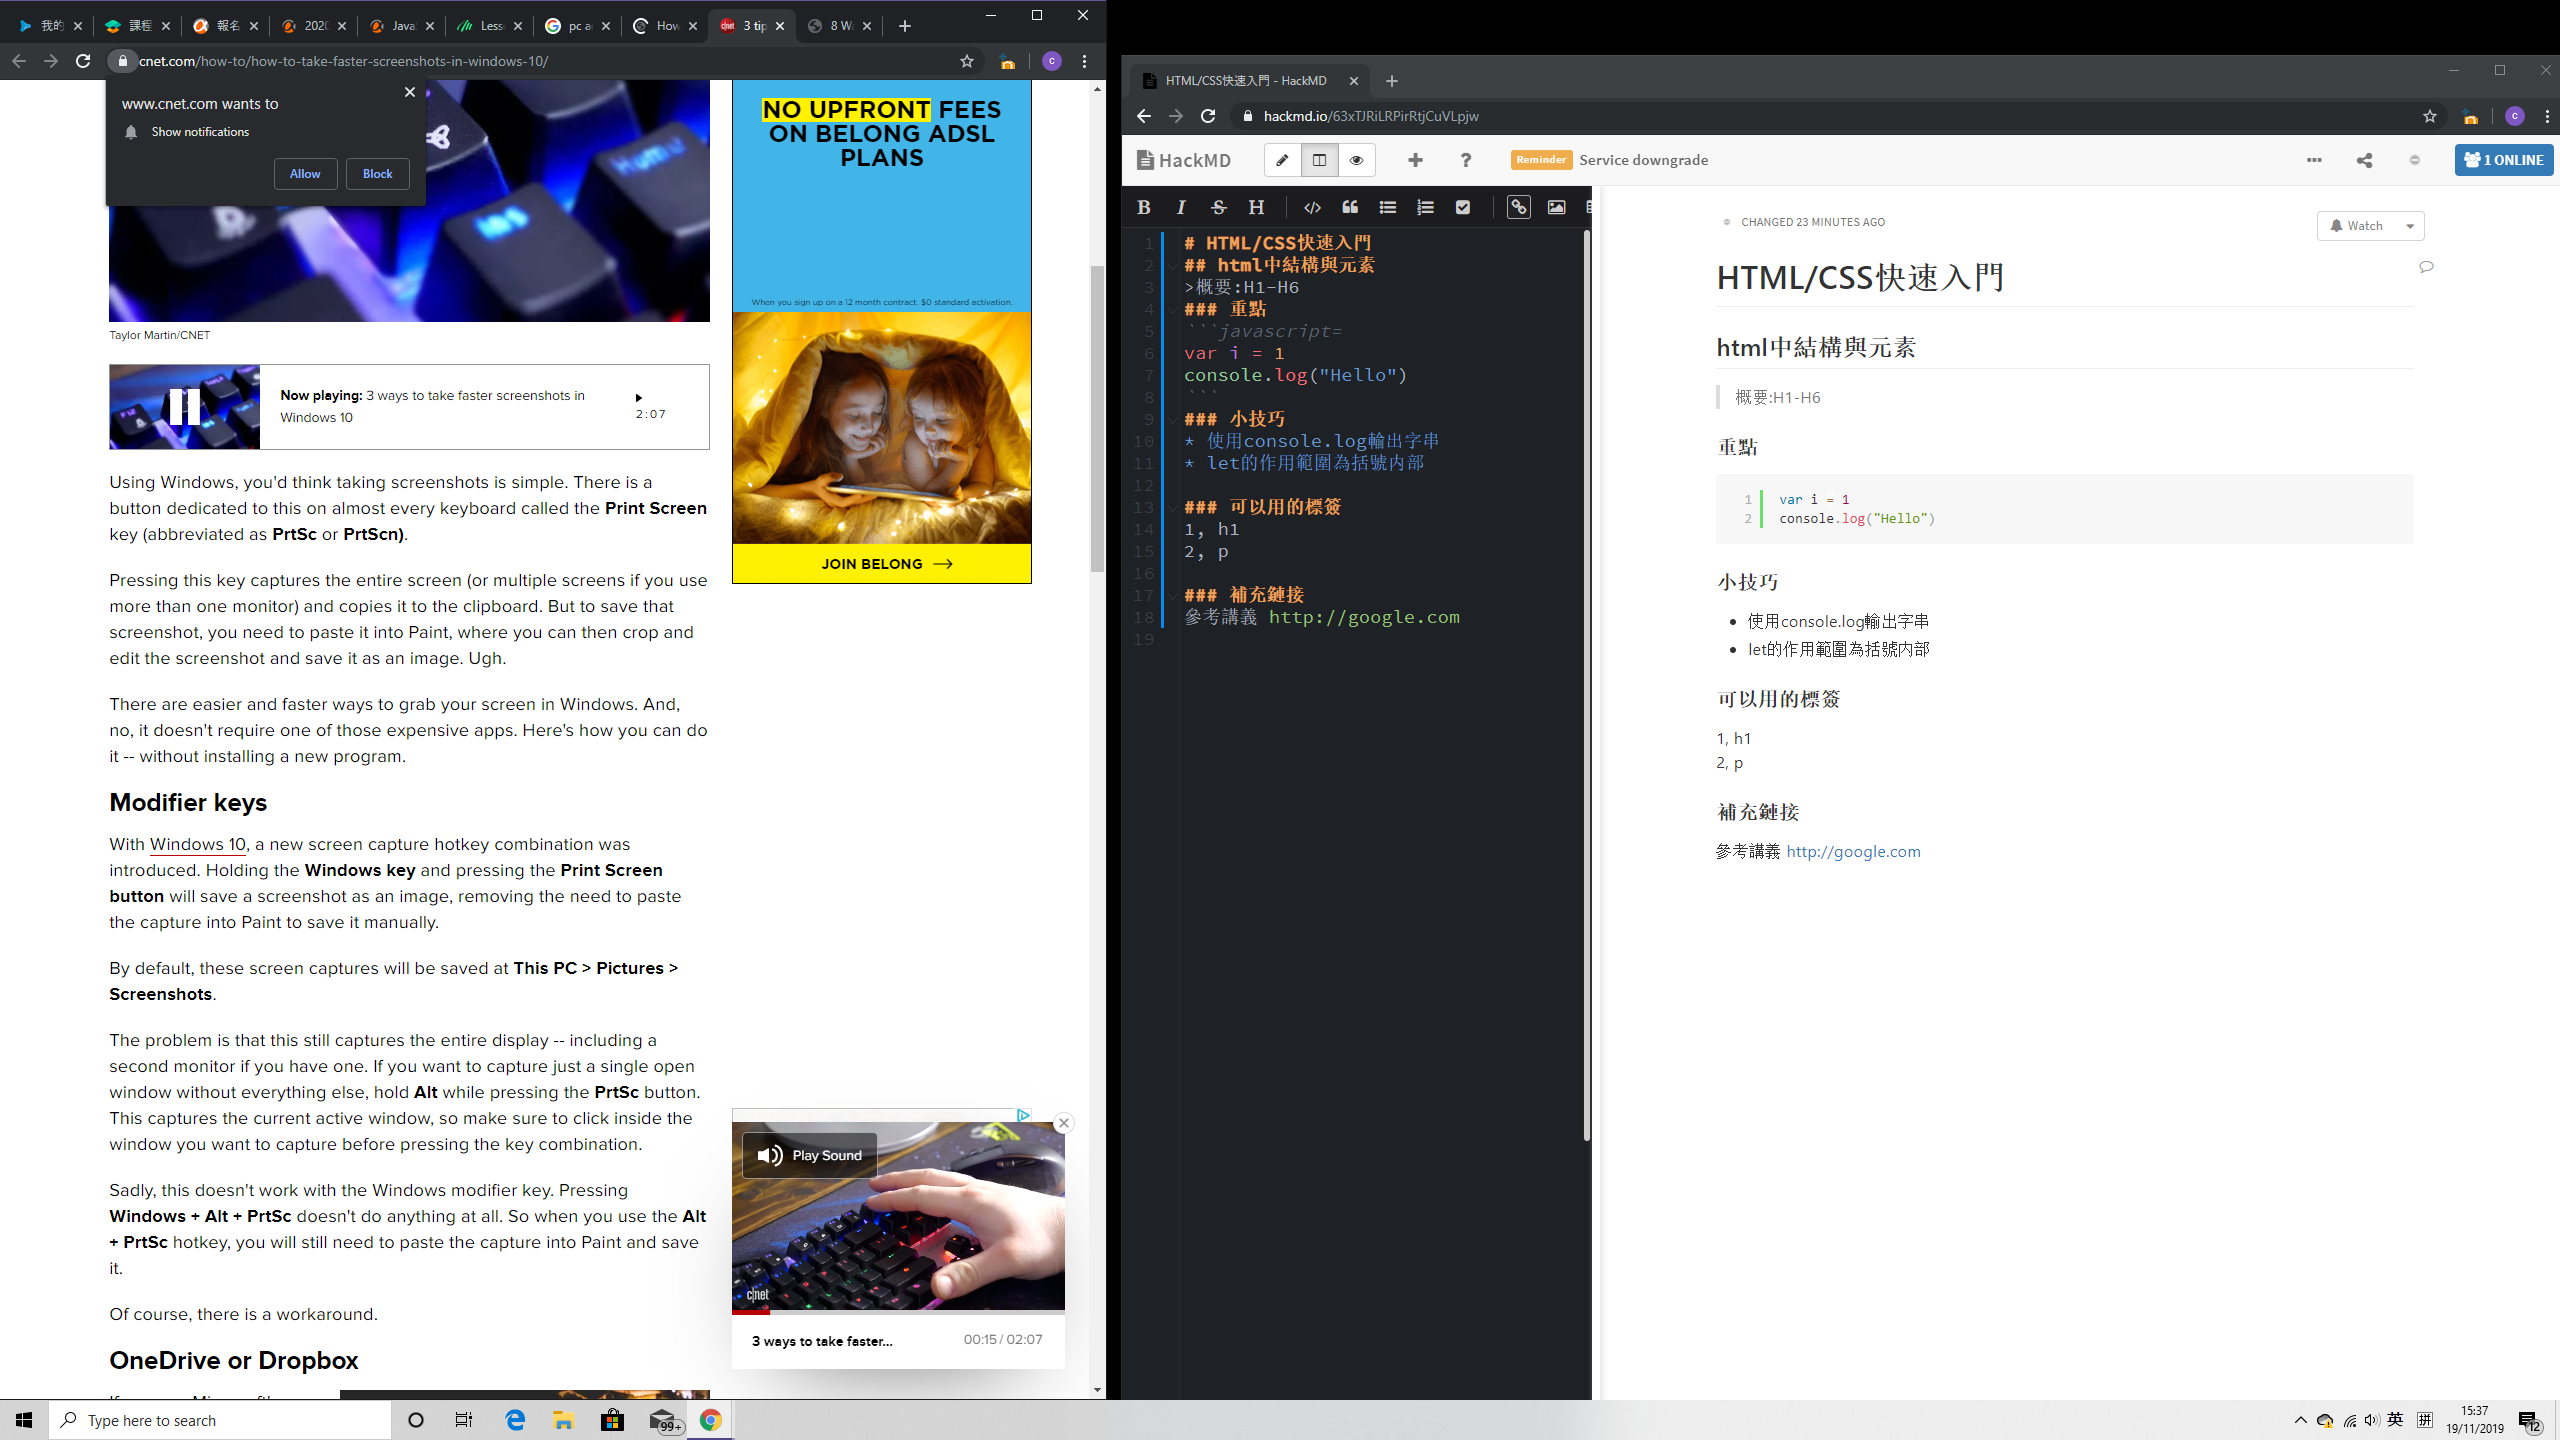 我的
課程
報名
2020
Java
Less
pc a
How
3 tip
8 W
cnet.com/how-to/how-to-take-faster-screenshots-in-windows-10/
www.cnet.com wants to
Show notifications
Allow
Block
Taylor Martin/CNET
Now playing: 3 ways to take faster screenshots in
Windows 10
2:07
Using Windows, you'd think taking screenshots is simple. There is a
button dedicated to this on almost every keyboard called the Print Screen
key (abbreviated as PrtSc or PrtScn).
Pressing this key captures the entire screen (or multiple screens if you use
more than one monitor) and copies it to the clipboard. But to save that
screenshot, you need to paste it into Paint, where you can then crop and
edit the screenshot and save it as an image. Ugh.
There are easier and faster ways to grab your screen in Windows. And,
no, it doesn't require one of those expensive apps. Here's how you can do
it -- without installing a new program.
Modifier keys
With Windows 10, a new screen capture hotkey combination was
introduced. Holding the Windows key and pressing the Print Screen
button will save a screenshot as an image, removing the need to paste
the capture into Paint to save it manually.
By default, these screen captures will be saved at This PC > Pictures >
Screenshots.
The problem is that this still captures the entire display -- including a
second monitor if you have one. If you want to capture just a single open
window without everything else, hold Alt while pressing the PrtSc button.
This captures the current active window, so make sure to click inside the
window you want to capture before pressing the key combination.
Sadly, this doesn't work with the Windows modifier key. Pressing
Windows + Alt + PrtSc doesn't do anything at all. So when you use the Alt
+ PrtSc hotkey, you will still need to paste the capture into Paint and save
it.
Of course, there is a workaround.
OneDrive or Dropbox
NO UPFRONT FEES
ON BELONG ADSL
PLANS
When you sign up on a 12 month contract. $0 standard activation.
JOIN BELONG
Play Sound
c|net
3 ways to take faster...
00:15 / 02:07
HTML/CSS快速入門 - HackMD
hackmd.io/63xTJRiLRPirRtjCuVLpjw
HackMD
Reminder Service downgrade
1 ONLINE
B I S H
1 # HTML/CSS快速入門
2 ## html中結構與元素
3 >概要:H1-H6
4 ### 重點
5 ```javascript=
6 var i = 1
7 console.log("Hello")
8 ```
9 ### 小技巧
10 * 使用console.log輸出字串
11 * let的作用範圍為括號内部
12
13 ### 可以用的標簽
14 1, h1
15 2, p
16
17 ### 補充鏈接
18 參考講義 http://google.com
19
CHANGED 23 MINUTES AGO
Watch
HTML/CSS快速入門
html中結構與元素
概要:H1-H6
重點
1 var i = 1
2 console.log("Hello")
小技巧
使用console.log輸出字串
let的作用範圍為括號内部
可以用的標簽
1, h1
2, p
補充鏈接
參考講義 http://google.com
Type here to search
99+
英
拼
15:37
19/11/2019
12